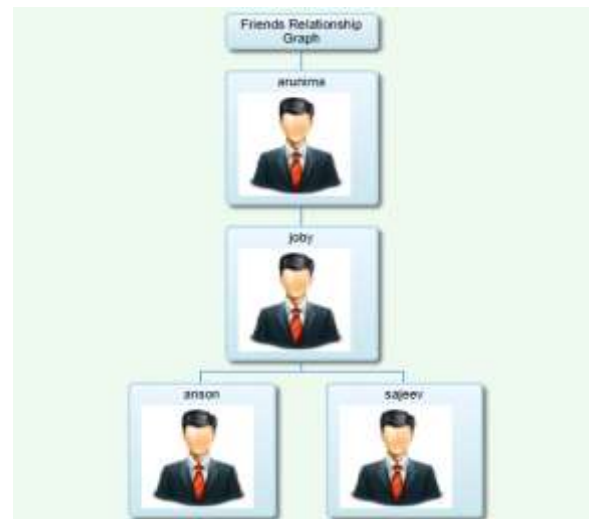 Friends Relationship
Graph
arunima
joby
anson
sajeev